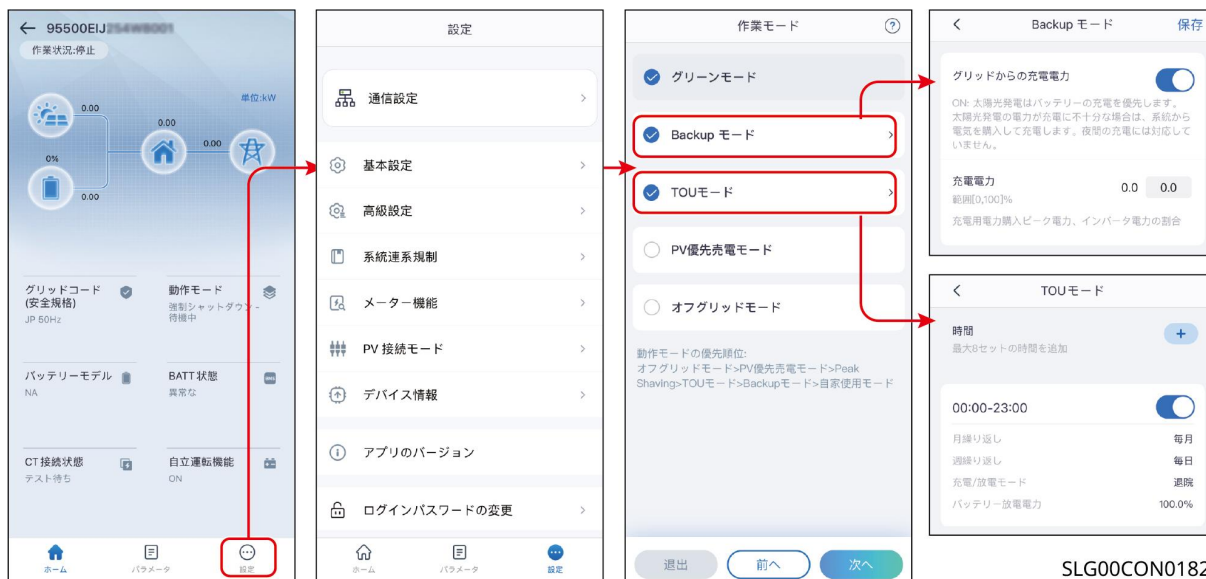 95500EIJ
作業状況:停止
単位:kW
0.00
0.00
0.00
0%
0.00
グリッドコード
(安全規格)
JP 50Hz
動作モード
強制シャットダウン -
待機中
バッテリーモデル
NA
BATT 状態
異常な
CT 接続状態
テスト待ち
自立運転機能
ON
ホーム
パラメータ
設定
設定
通信設定
基本設定
高級設定
系統連系規制
メーター機能
PV 接続モード
デバイス情報
アプリのバージョン
ログインパスワードの変更
ホーム
パラメータ
設定
作業モード
グリーンモード
Backup モード
TOUモード
PV優先売電モード
オフグリッドモード
動作モードの優先順位:
オフグリッドモード>PV優先売電モード>Peak
Shaving>TOUモード>Backupモード>自家使用モード
退出
前へ
次へ
Backup モード
保存
グリッドからの充電電力
ON: 太陽光発電はバッテリーの充電を優先します。
太陽光発電の電力が充電に不十分な場合は、系統から
電気を購入して充電します。夜間の充電には対応して
いません。
充電電力
0.0 0.0
範囲[0,100]%
充電用電力購入ピーク電力、インバータ電力の割合
TOUモード
時間
最大8セットの時間を追加
00:00-23:00
月繰り返し 毎月
週繰り返し 毎日
充電/放電モード 退院
バッテリー放電電力 100.0%
SLG00CON0182